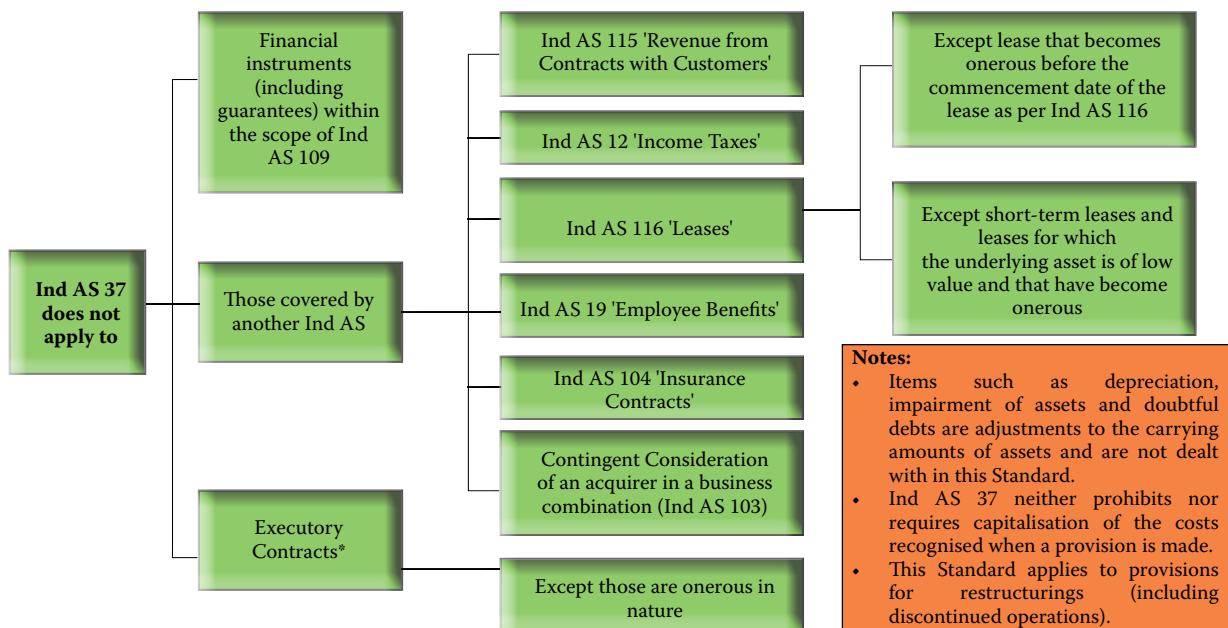 Ind AS 37
does not
apply to
Financial
instruments
(including
guarantees) within
the scope of Ind
AS 109
Those covered by
another Ind AS
Executory
Contracts*
Ind AS 115 'Revenue from
Contracts with Customers'
Ind AS 12 'Income Taxes'
Ind AS 116 'Leases'
Ind AS 19 'Employee Benefits'
Ind AS 104 'Insurance
Contracts'
Contingent Consideration
of an acquirer in a business
combination (Ind AS 103)
Except those are onerous in
nature
Except lease that becomes
onerous before the
commencement date of the
lease as per Ind AS 116
Except short-term leases and
leases for which
the underlying asset is of low
value and that have become
onerous
Notes:
• Items such as depreciation,
impairment of assets and doubtful
debts are adjustments to the carrying
amounts of assets and are not dealt
with in this Standard.
• Ind AS 37 neither prohibits nor
requires capitalisation of the costs
recognised when a provision is made.
• This Standard applies to provisions
for restructurings (including
discontinued operations).